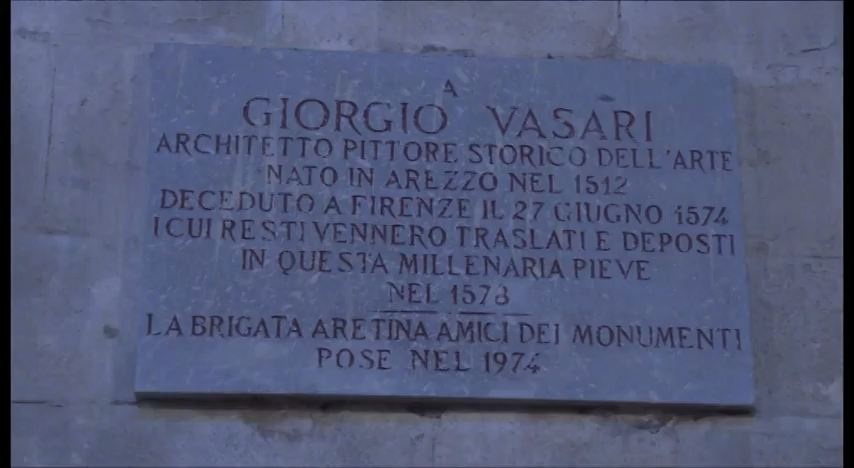 A
GIORGIO VASARI
ARCHITETTO PITTORE STORICO DELL'ARTE
NATO IN AREZZO NEL 1512
DECEDUTO A FIRENZE IL 27 GIUGNO 1574
I CUI RESTI VENNERO TRASLATI E DEPOSTI
IN QUESTA MILLENARIA PIEVE
NEL 1578
LA BRIGATA ARETINA AMICI DEI MONUMENTI
POSE NEL 1974